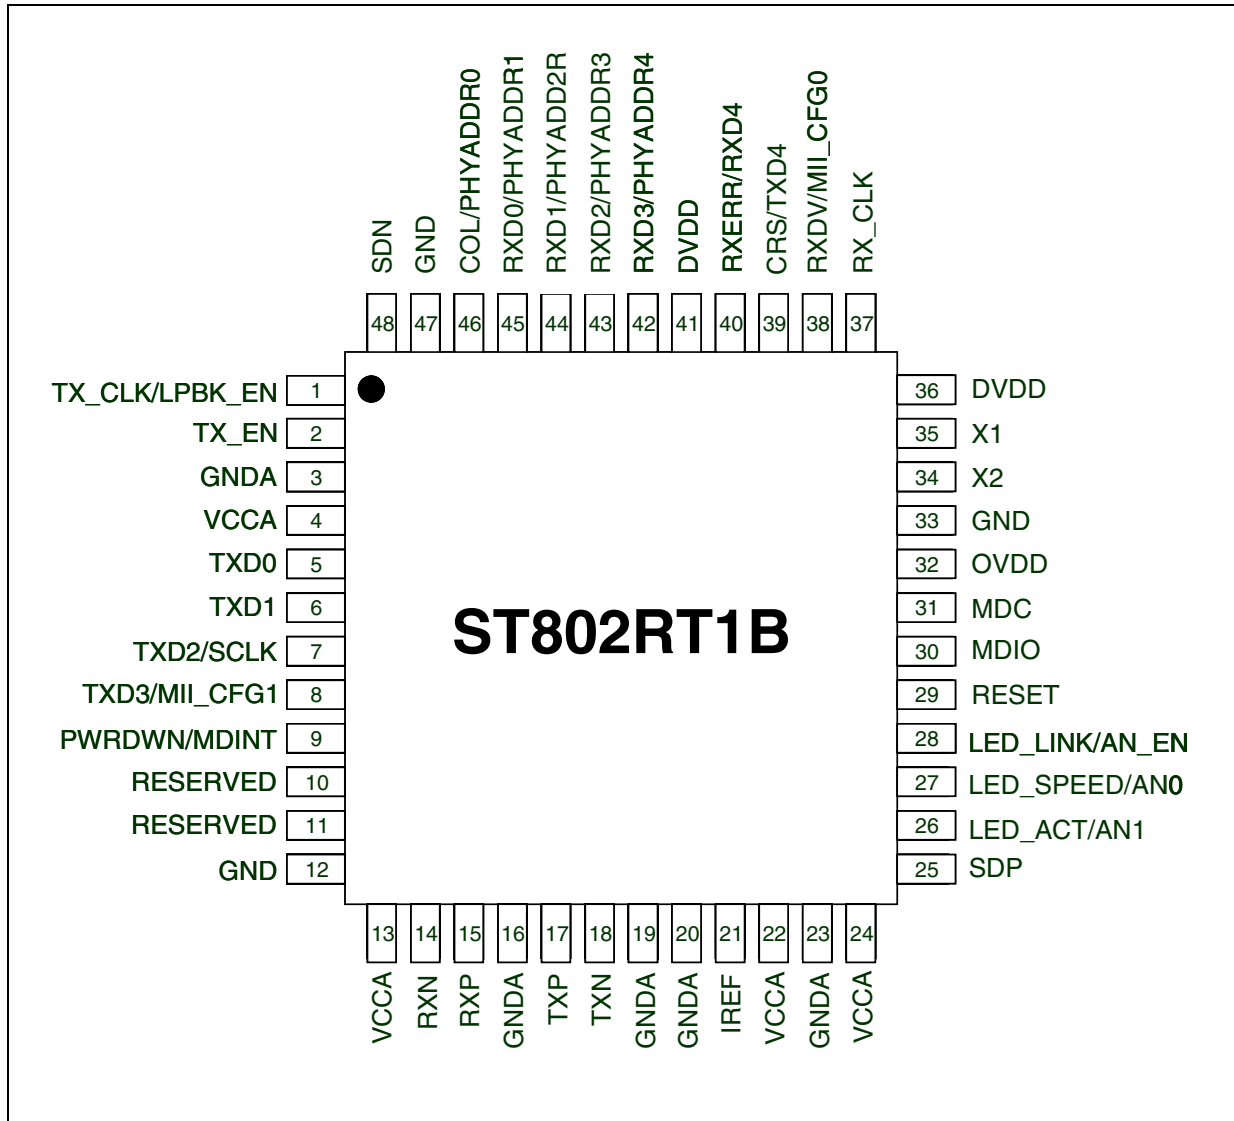 SDN
GND
COL/PHYADDR0
RXD0/PHYADDR1
RXD1/PHYADD2R
RXD2/PHYADDR3
RXD3/PHYADDR4
DVDD
RXERR/RXD4
CRS/TXD4
RXDV/MII_CFG0
RX_CLK
48 47 46 45 44 43 42 41 40 39 38 37
TX_CLK/LPBK_EN 1
TX_EN 2
GNDA 3
VCCA 4
TXD0 5
TXD1 6
TXD2/SCLK 7
TXD3/MII_CFG1 8
PWRDWN/MDINT 9
RESERVED 10
RESERVED 11
GND 12
ST802RT1B
36 DVDD
35 X1
34 X2
33 GND
32 OVDD
31 MDC
30 MDIO
29 RESET
28 LED_LINK/AN_EN
27 LED_SPEED/AN0
26 LED_ACT/AN1
25 SDP
13 14 15 16 17 18 19 20 21 22 23 24
VCCA
RXN
RXP
GNDA
TXP
TXN
GNDA
GNDA
IREF
VCCA
GNDA
VCCA